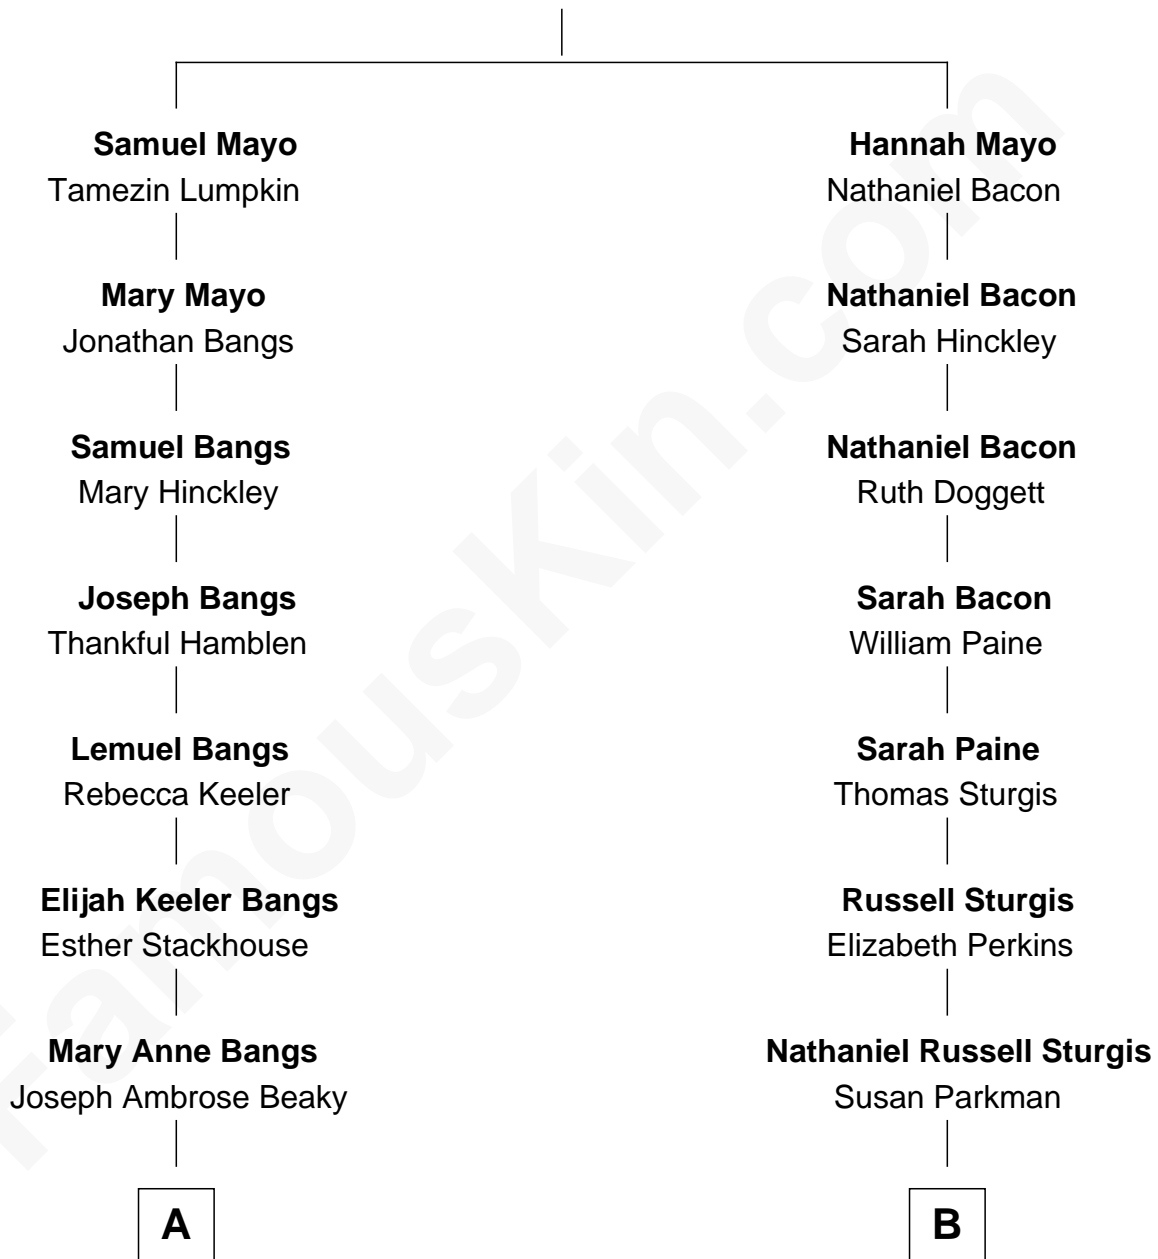 Samuel Mayo
Tamezin Lumpkin
Hannah Mayo
Nathaniel Bacon
Mary Mayo
Jonathan Bangs
Nathaniel Bacon
Sarah Hinckley
Samuel Bangs
Mary Hinckley
Nathaniel Bacon
Ruth Doggett
Joseph Bangs
Thankful Hamblen
Sarah Bacon
William Paine
Lemuel Bangs
Rebecca Keeler
Sarah Paine
Thomas Sturgis
Elijah Keeler Bangs
Esther Stackhouse
Russell Sturgis
Elizabeth Perkins
Mary Anne Bangs
Joseph Ambrose Beaky
Nathaniel Russell Sturgis
Susan Parkman
A
B
FamousKin.com